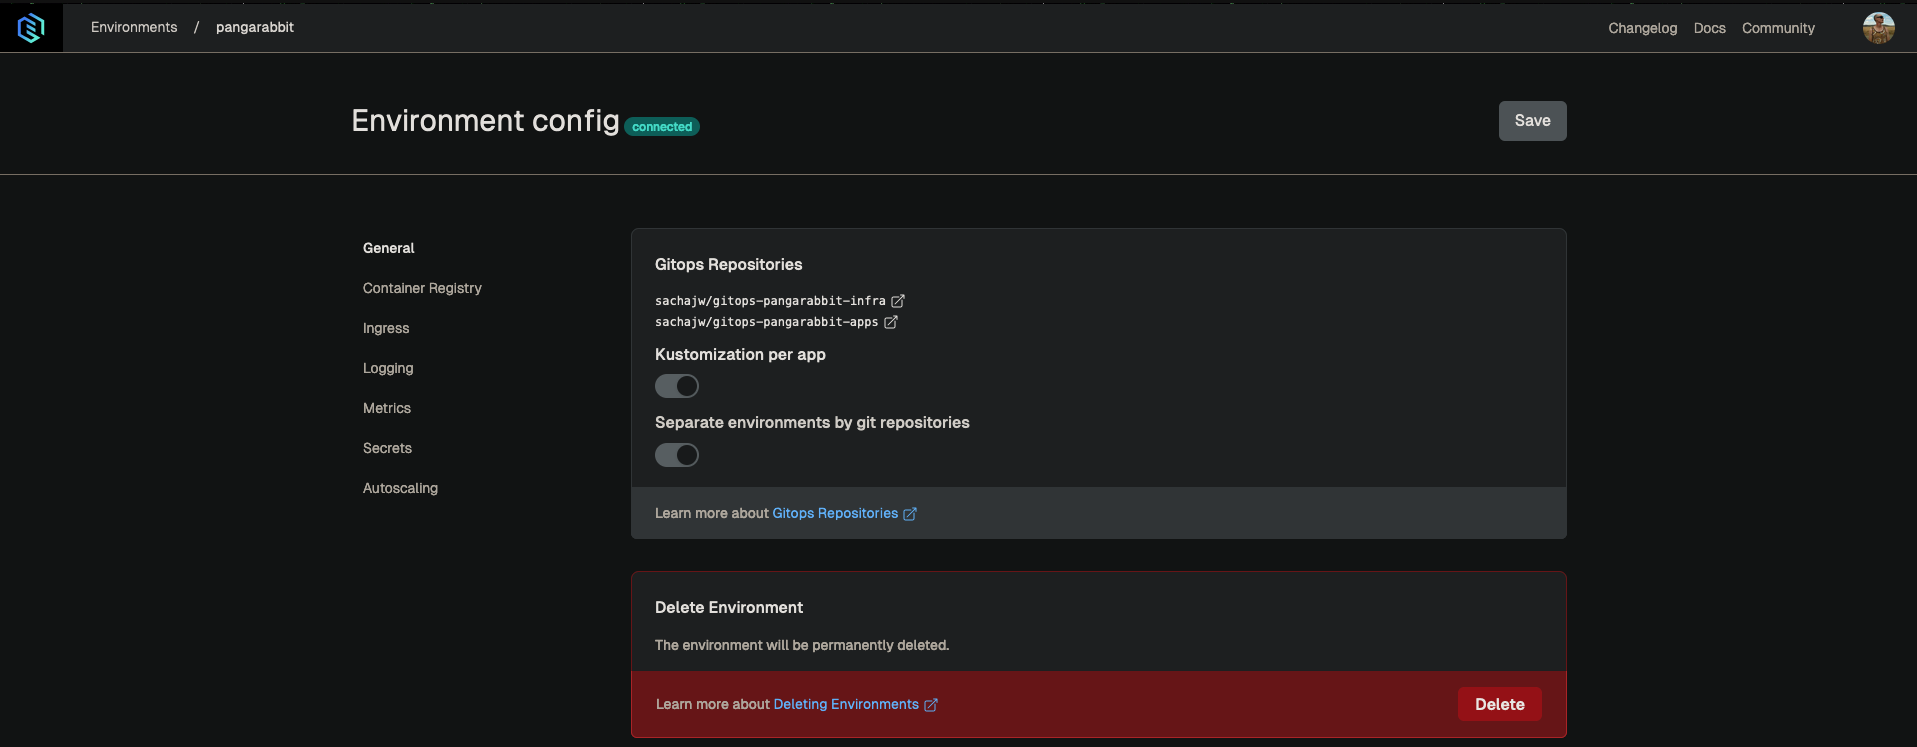 Environments / pangarabbit
Changelog Docs Community
Environment config connected
Save
General
Container Registry
Ingress
Logging
Metrics
Secrets
Autoscaling
Gitops Repositories
sachajw/gitops-pangarabbit-infra
sachajw/gitops-pangarabbit-apps
Kustomization per app
Separate environments by git repositories
Learn more about Gitops Repositories
Delete Environment
The environment will be permanently deleted.
Learn more about Deleting Environments
Delete